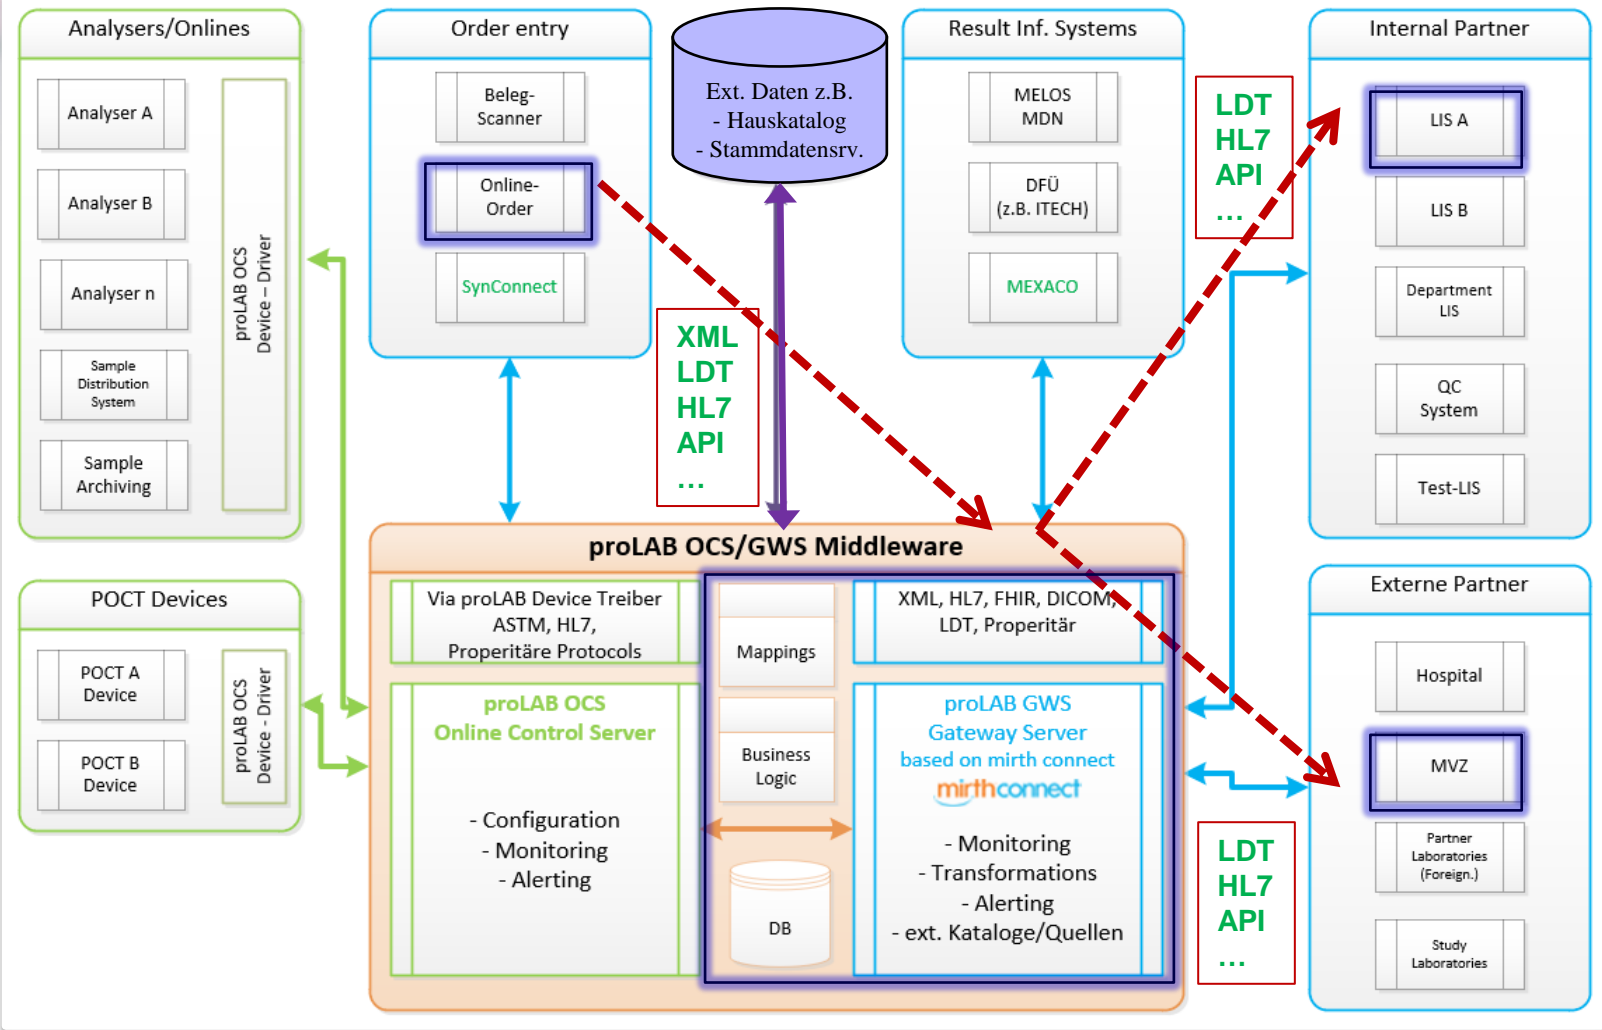 Analysers/Onlines
Analyser A
Analyser B
Analyser n
Sample
Distribution
System
Sample
Archiving
proLAB OCS
Device – Driver
POCT Devices
POCT A
Device
POCT B
Device
proLAB OCS
Device - Driver
Order entry
Beleg-
Scanner
Online-
Order
SynConnect
Ext. Daten z.B.
- Hauskatalog
- Stammdatensrv.
XML
LDT
HL7
API
...
Result Inf. Systems
MELOS
MDN
DFÜ
(z.B. ITECH)
MEXACO
LDT
HL7
API
...
Internal Partner
LIS A
LIS B
Department
LIS
QC
System
Test-LIS
proLAB OCS/GWS Middleware
Via proLAB Device Treiber
ASTM, HL7,
Properitäre Protocols
proLAB OCS
Online Control Server
- Configuration
- Monitoring
- Alerting
Mappings
Business
Logic
DB
XML, HL7, FHIR, DICOM,
LDT, Properitär
proLAB GWS
Gateway Server
based on mirth connect
mirthconnect
- Monitoring
- Transformations
- Alerting
- ext. Kataloge/Quellen
LDT
HL7
API
...
Externe Partner
Hospital
MVZ
Partner
Laboratories
(Foreign.)
Study
Laboratories